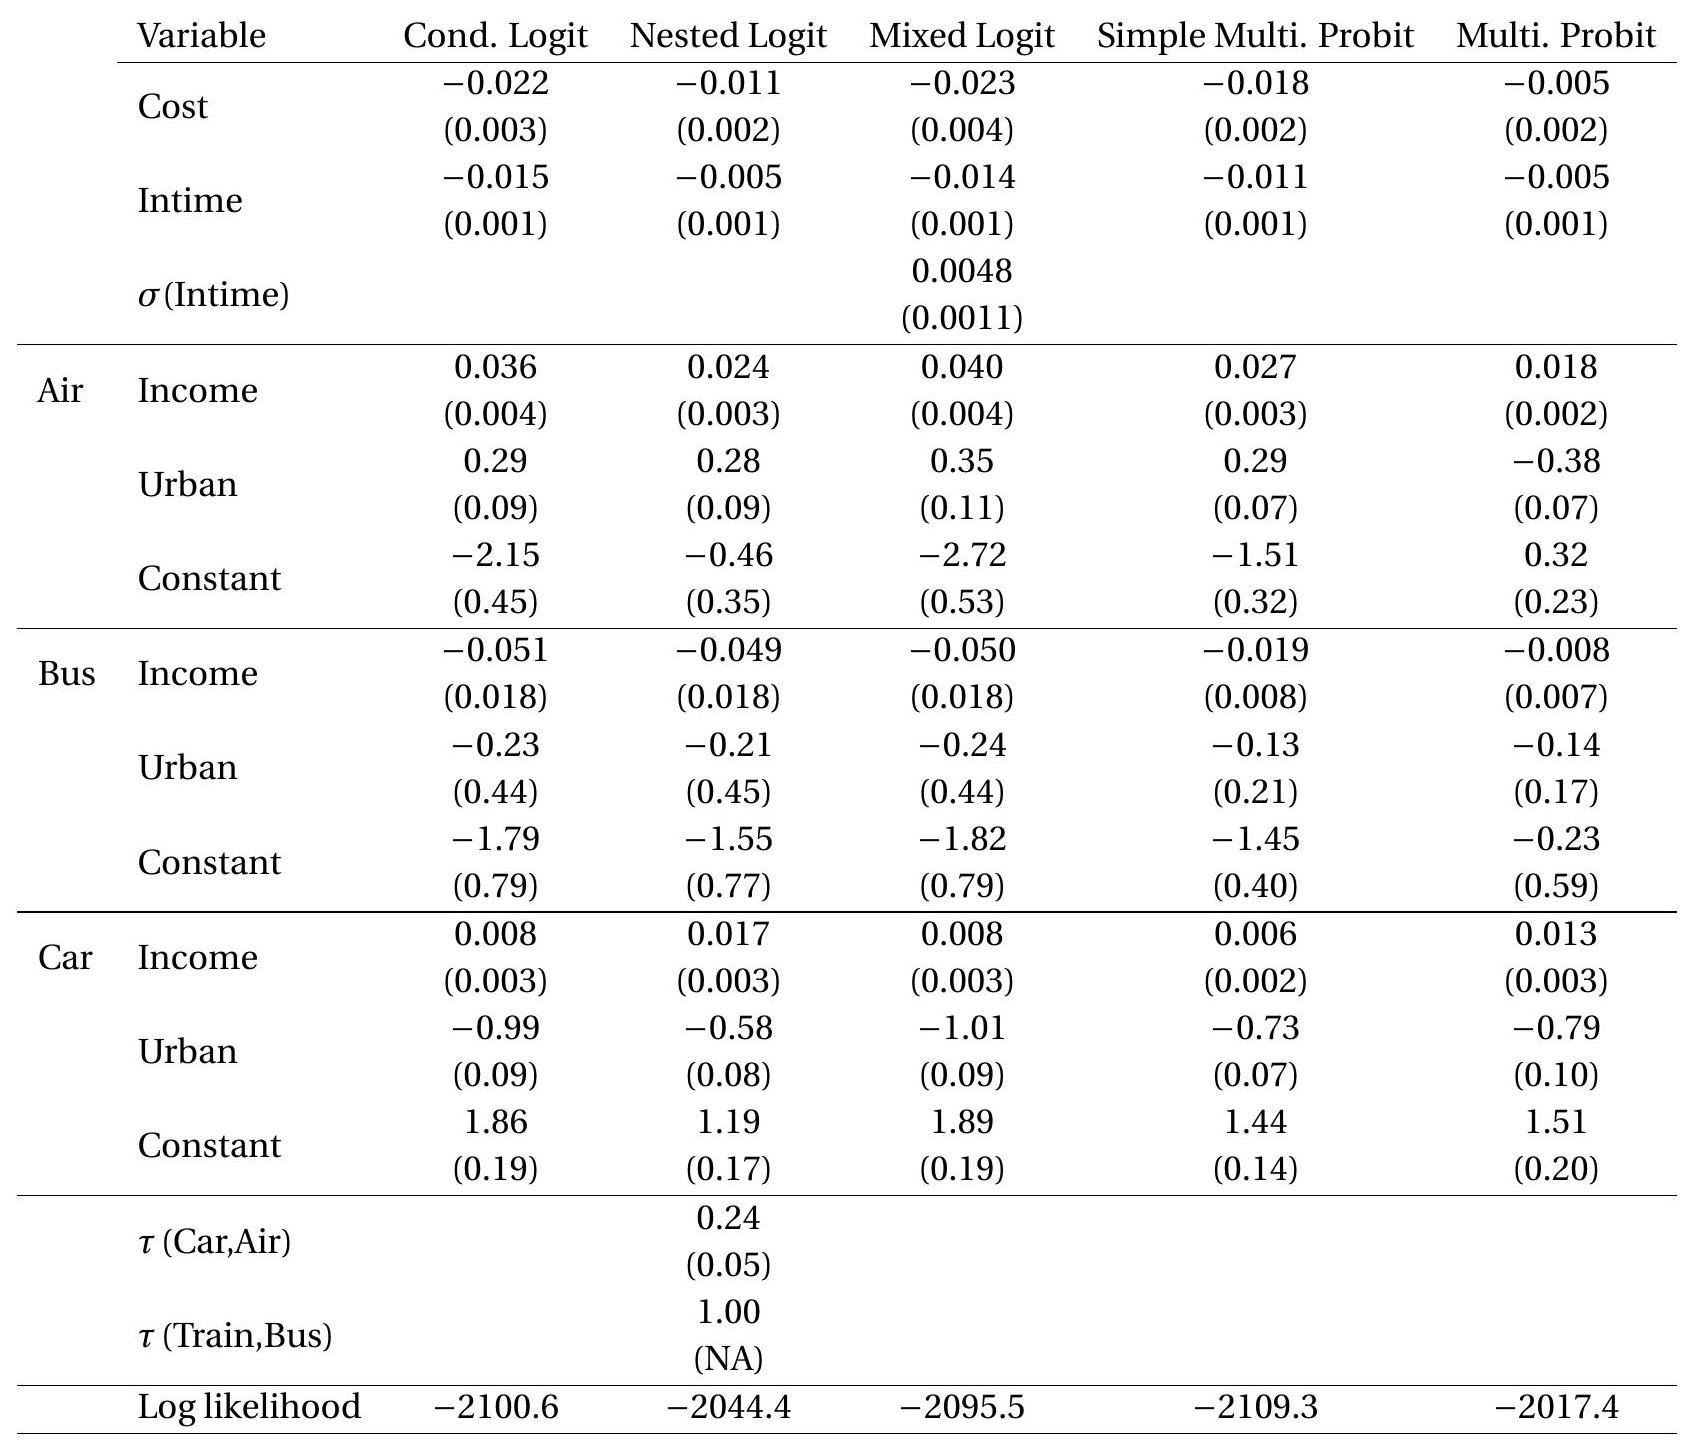 Variable Cond. Logit Nested Logit Mixed Logit Simple Multi. Probit Multi. Probit
Cost −0.022 −0.011 −0.023 −0.018 −0.005
(0.003) (0.002) (0.004) (0.002) (0.002)
Intime −0.015 −0.005 −0.014 −0.011 −0.005
(0.001) (0.001) (0.001) (0.001) (0.001)
σ(Intime) 0.0048
(0.0011)
Air Income 0.036 0.024 0.040 0.027 0.018
(0.004) (0.003) (0.004) (0.003) (0.002)
Urban 0.29 0.28 0.35 0.29 −0.38
(0.09) (0.09) (0.11) (0.07) (0.07)
Constant −2.15 −0.46 −2.72 −1.51 0.32
(0.45) (0.35) (0.53) (0.32) (0.23)
Bus Income −0.051 −0.049 −0.050 −0.019 −0.008
(0.018) (0.018) (0.018) (0.008) (0.007)
Urban −0.23 −0.21 −0.24 −0.13 −0.14
(0.44) (0.45) (0.44) (0.21) (0.17)
Constant −1.79 −1.55 −1.82 −1.45 −0.23
(0.79) (0.77) (0.79) (0.40) (0.59)
Car Income 0.008 0.017 0.008 0.006 0.013
(0.003) (0.003) (0.003) (0.002) (0.003)
Urban −0.99 −0.58 −1.01 −0.73 −0.79
(0.09) (0.08) (0.09) (0.07) (0.10)
Constant 1.86 1.19 1.89 1.44 1.51
(0.19) (0.17) (0.19) (0.14) (0.20)
τ (Car,Air) 0.24
(0.05)
τ (Train,Bus) 1.00
(NA)
Log likelihood −2100.6 −2044.4 −2095.5 −2109.3 −2017.4